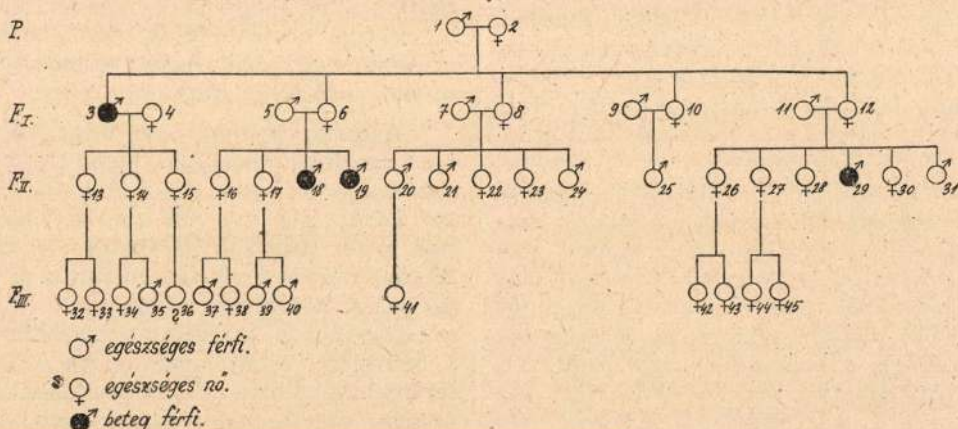 P. 1 2
F.I. 3 4 5 6 7 8 9 10 11 12
F.II. 13 14 15 16 17 18 19 20 21 22 23 24 25 26 27 28 29 30 31
F.III. 32 33 34 35 ?36 37 38 39 40 41 42 43 44 45
♂ egészséges férfi.
♀ egészséges nő.
♂ beteg férfi.